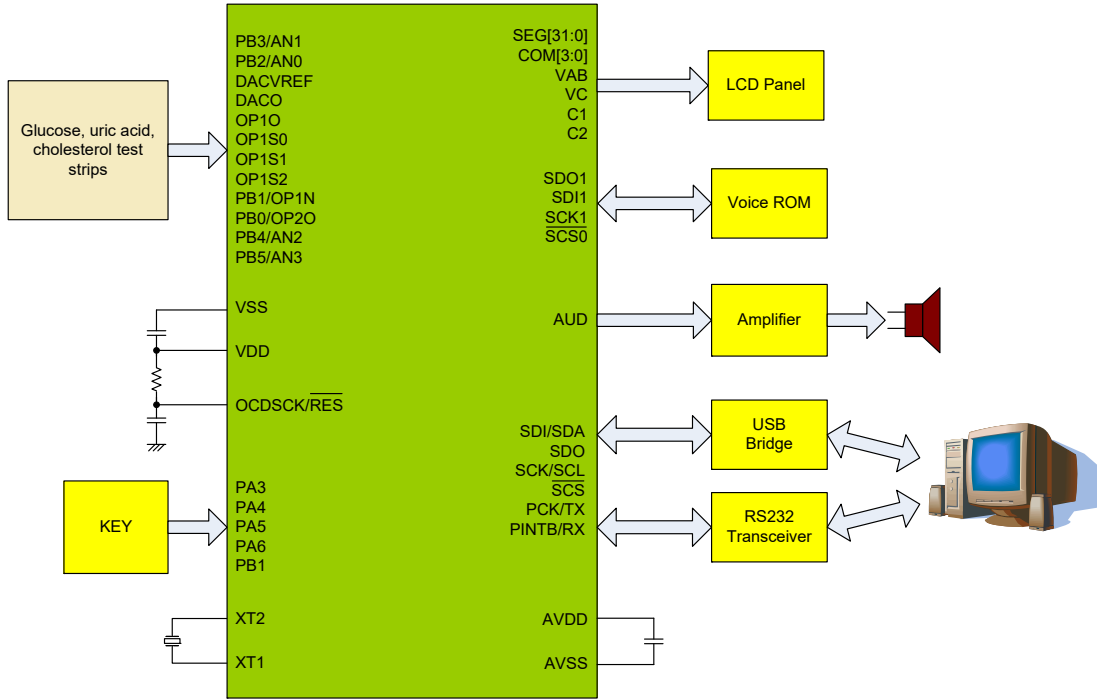 PB3/AN1
PB2/AN0
DACVREF
DACO
OP1O
OP1S0
OP1S1
OP1S2
PB1/OP1N
PB0/OP2O
PB4/AN2
PB5/AN3
Glucose, uric acid,
cholesterol test
strips
VSS
VDD
OCDSCK/RES
KEY
PA3
PA4
PA5
PA6
PB1
XT2
XT1
SEG[31:0]
COM[3:0]
VAB
VC
C1
C2
LCD Panel
SDO1
SDI1
SCK1
SCS0
Voice ROM
AUD
Amplifier
SDI/SDA
SDO
SCK/SCL
SCS
PCK/TX
PINTB/RX
USB
Bridge
RS232
Transceiver
AVDD
AVSS